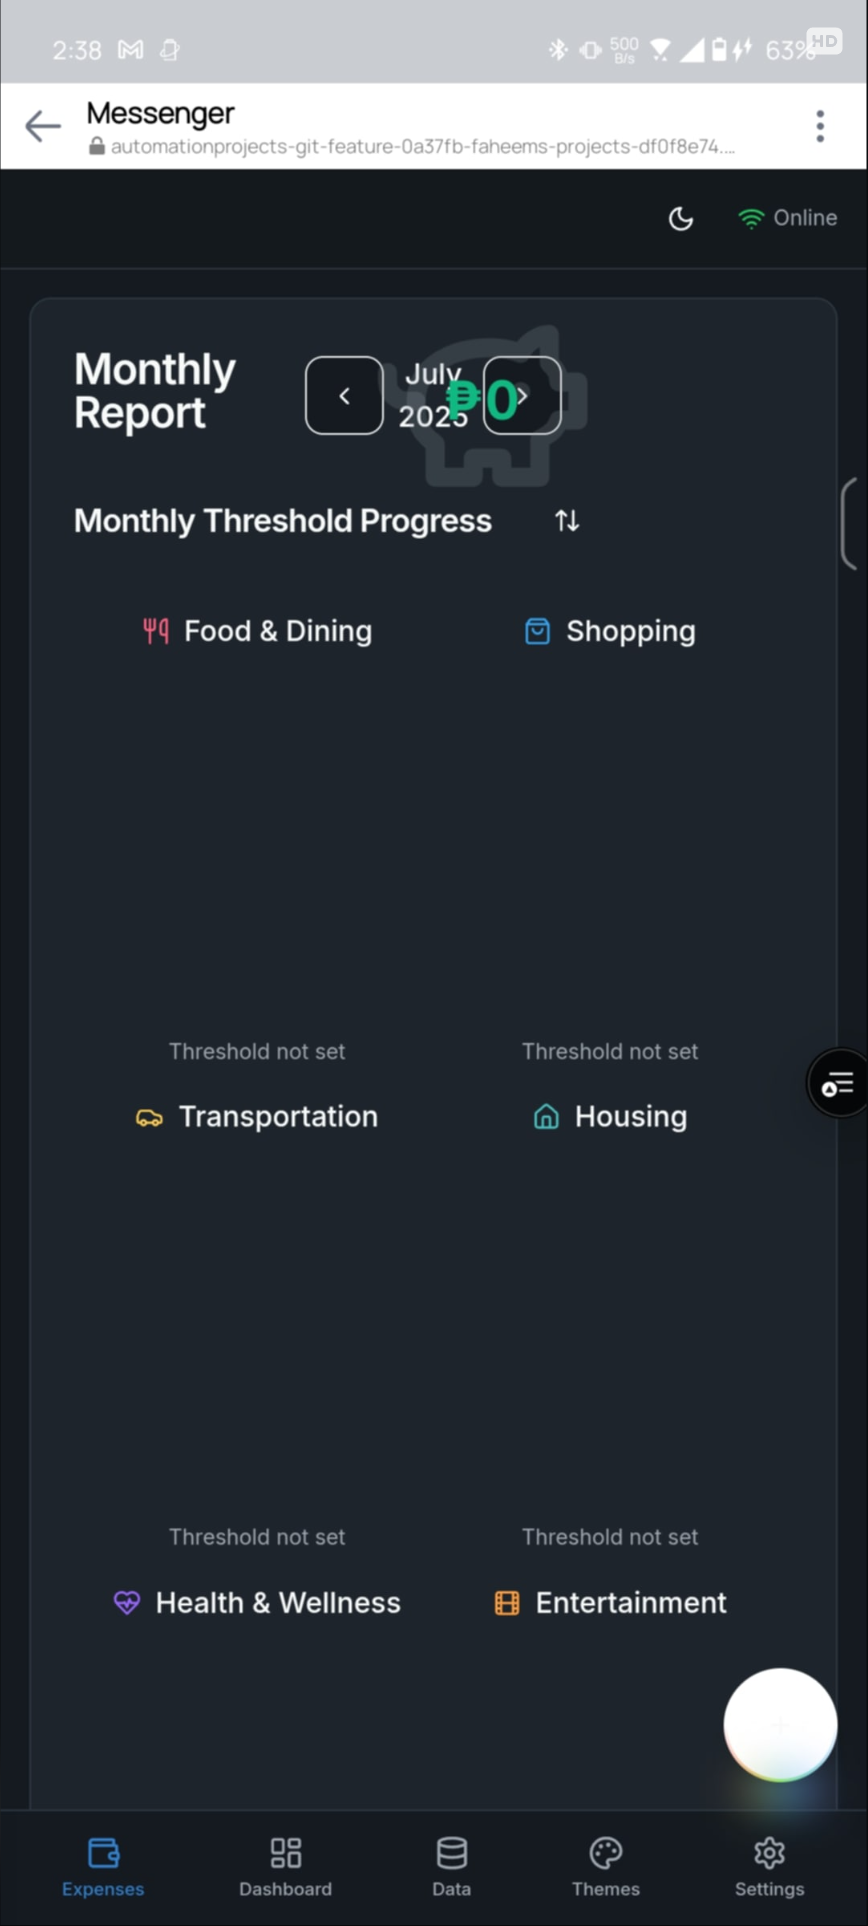 2:38
500
B/s
63%
HD
Messenger
automationprojects-git-feature-0a37fb-faheems-projects-df0f8e74....
Online
Monthly
Report
July
2025
₱0
Monthly Threshold Progress
Food & Dining
Shopping
Threshold not set
Threshold not set
Transportation
Housing
Threshold not set
Threshold not set
Health & Wellness
Entertainment
Expenses
Dashboard
Data
Themes
Settings